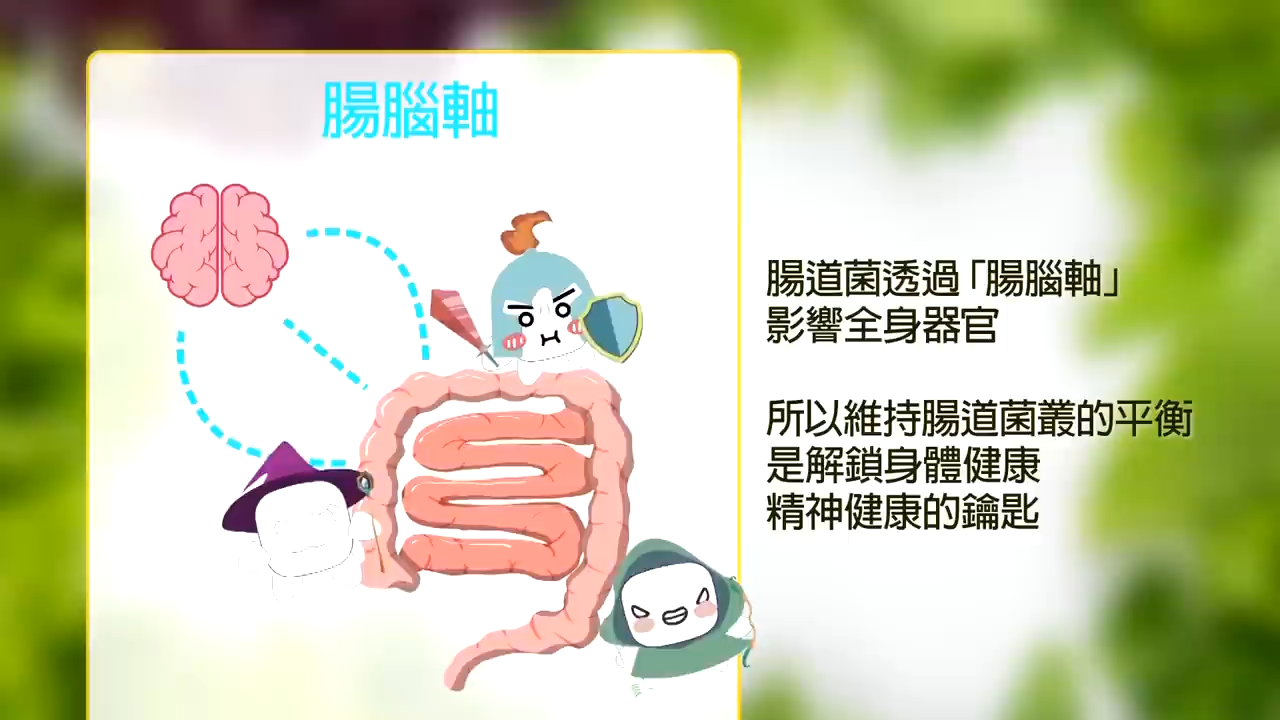 腸腦軸
腸道菌透過「腸腦軸」
影響全身器官
所以維持腸道菌叢的平衡
是解鎖身體健康
精神健康的鑰匙